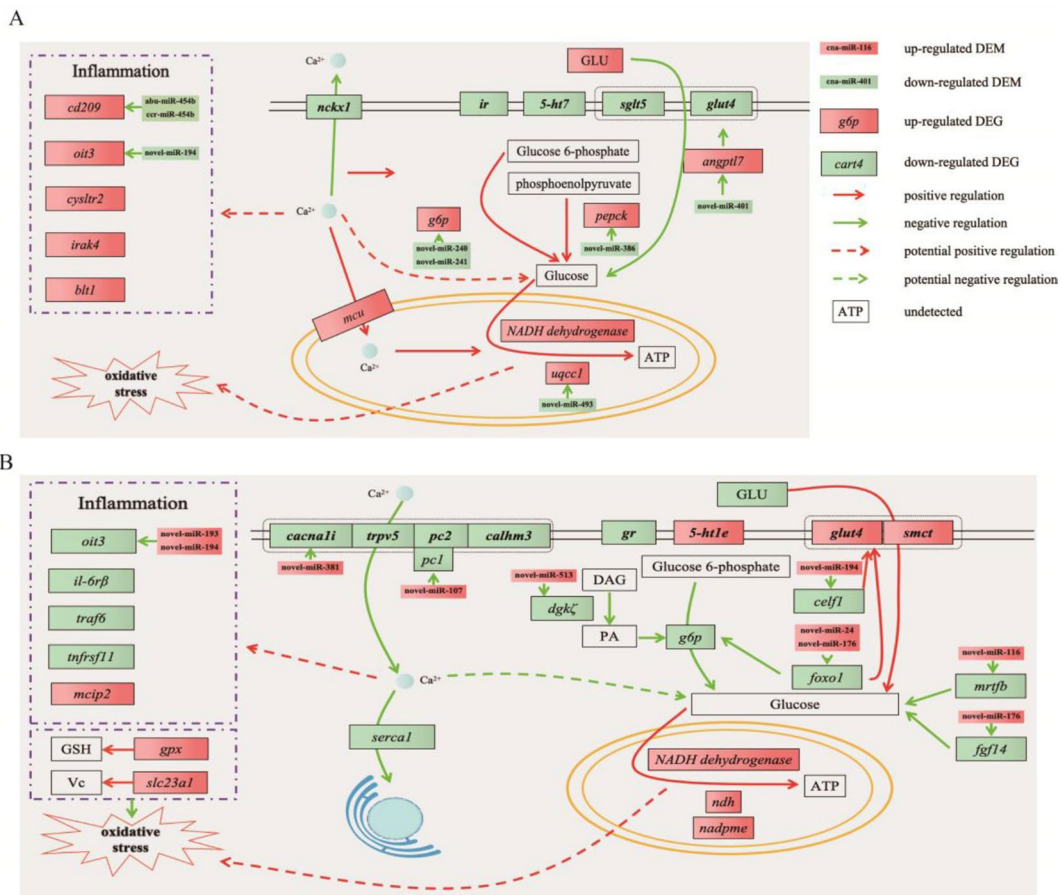 A
Inflammation
cd209
abu-miR-454b
ccr-miR-454b
oit3
novel-miR-194
cysltr2
irak4
blt1
oxidative
stress
Ca²⁺
nckx1
ir
5-ht7
sglt5
glut4
GLU
Glucose 6-phosphate
phosphoenolpyruvate
angptl7
novel-miR-401
Ca²⁺
g6p
novel-miR-240
novel-miR-241
pepck
novel-miR-386
Glucose
mcu
Ca²⁺
NADH dehydrogenase
ATP
uqcc1
novel-miR-493
cna-miR-116
up-regulated DEM
cna-miR-401
down-regulated DEM
g6p
up-regulated DEG
cart4
down-regulated DEG
positive regulation
negative regulation
potential positive regulation
potential negative regulation
ATP
undetected
B
Inflammation
oit3
novel-miR-193
novel-miR-194
il-6rβ
traf6
tnfrsf11
mcip2
GSH
gpx
Vc
slc23a1
oxidative
stress
Ca²⁺
cacna1i
trpv5
pc2
calhm3
pc1
novel-miR-381
novel-miR-107
gr
5-ht1e
GLU
glut4
smct
novel-miR-513
dgkζ
DAG
PA
Glucose 6-phosphate
g6p
novel-miR-194
celf1
novel-miR-24
novel-miR-176
foxo1
novel-miR-116
mrtfb
novel-miR-176
fgf14
Ca²⁺
serca1
Glucose
NADH dehydrogenase
ATP
ndh
nadpme